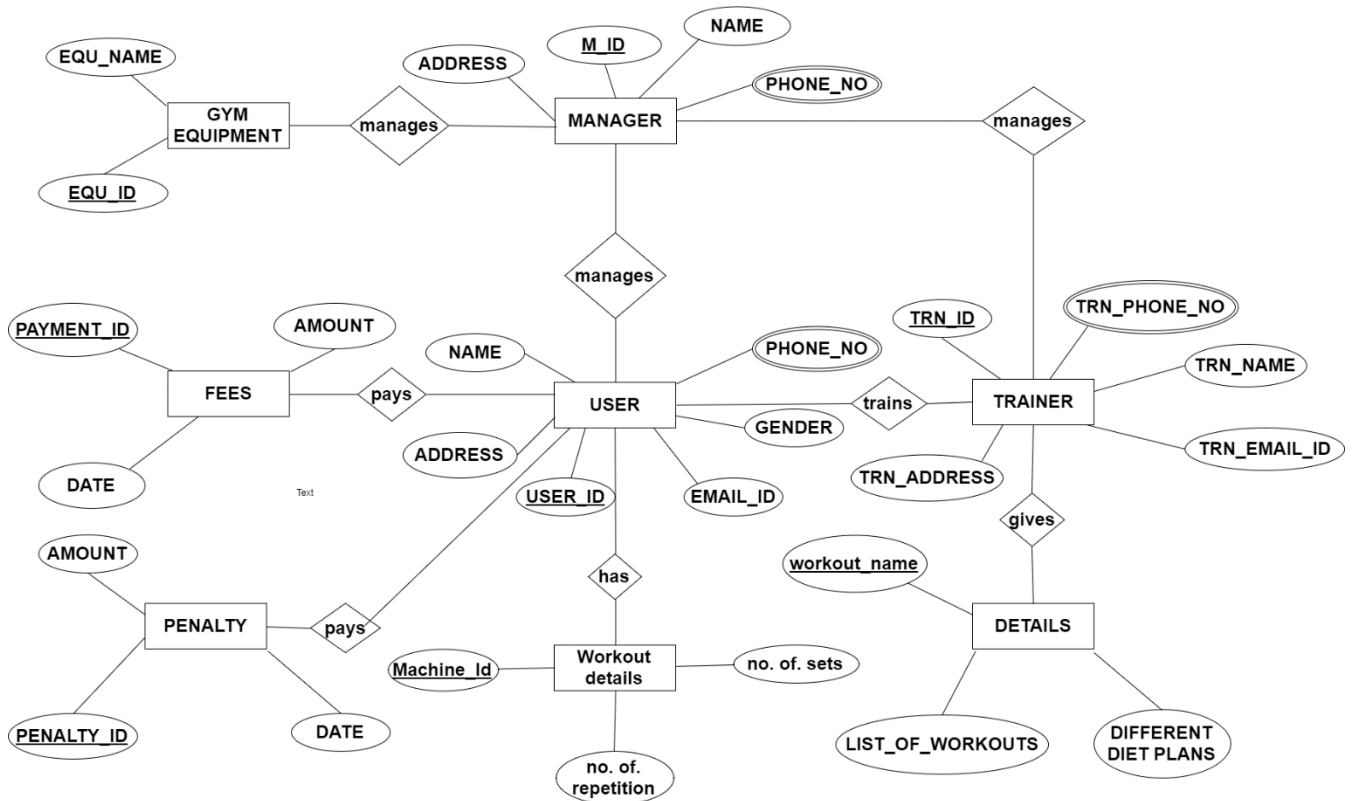 NAME
M_ID
EQU_NAME
ADDRESS
PHONE_NO
GYM
EQUIPMENT
manages
MANAGER
manages
EQU_ID
manages
PAYMENT_ID
AMOUNT
NAME
PHONE_NO
TRN_ID
TRN_PHONE_NO
TRN_NAME
FEES
pays
USER
trains
TRAINER
GENDER
ADDRESS
TRN_EMAIL_ID
TRN_ADDRESS
DATE
Text
USER_ID
EMAIL_ID
gives
AMOUNT
has
workout_name
PENALTY
pays
DETAILS
Machine_Id
Workout
details
no. of. sets
PENALTY_ID
DATE
LIST_OF_WORKOUTS
DIFFERENT
DIET PLANS
no. of.
repetition